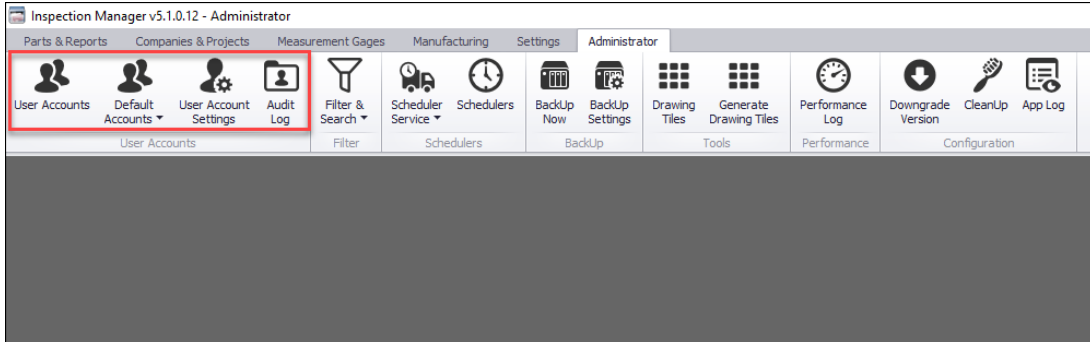 Inspection Manager v5.1.0.12 - Administrator
Parts & Reports Companies & Projects Measurement Gages Manufacturing Settings Administrator
User Accounts
Default
Accounts
User Account
Settings
Audit
Log
Filter &
Search
Scheduler
Service
Schedulers
BackUp
Now
BackUp
Settings
Drawing
Tiles
Generate
Drawing Tiles
Performance
Log
Downgrade
Version
CleanUp
App Log
User Accounts Filter Schedulers BackUp Tools Performance Configuration